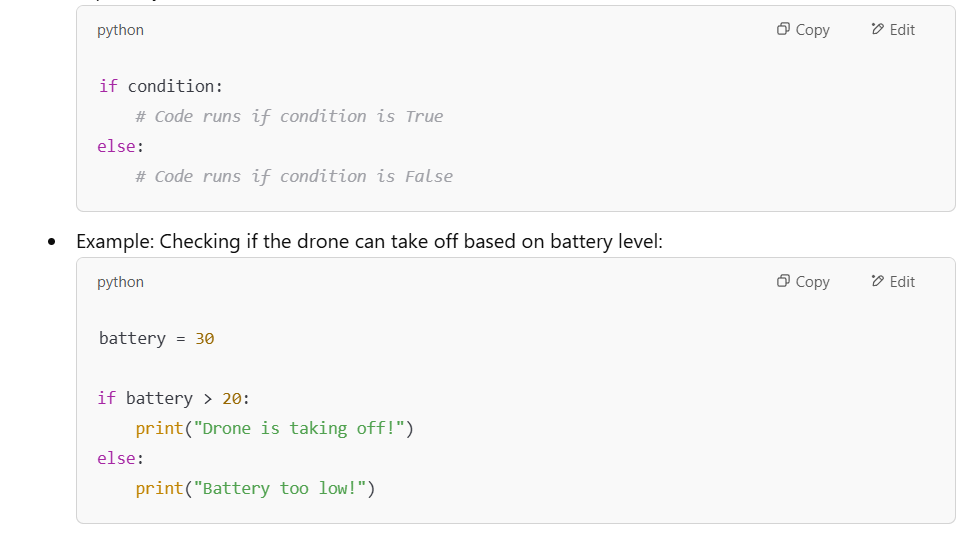 python
Copy
Edit
if condition:
    # Code runs if condition is True
else:
    # Code runs if condition is False
• Example: Checking if the drone can take off based on battery level:
python
Copy
Edit
battery = 30
if battery > 20:
    print("Drone is taking off!")
else:
    print("Battery too low!")